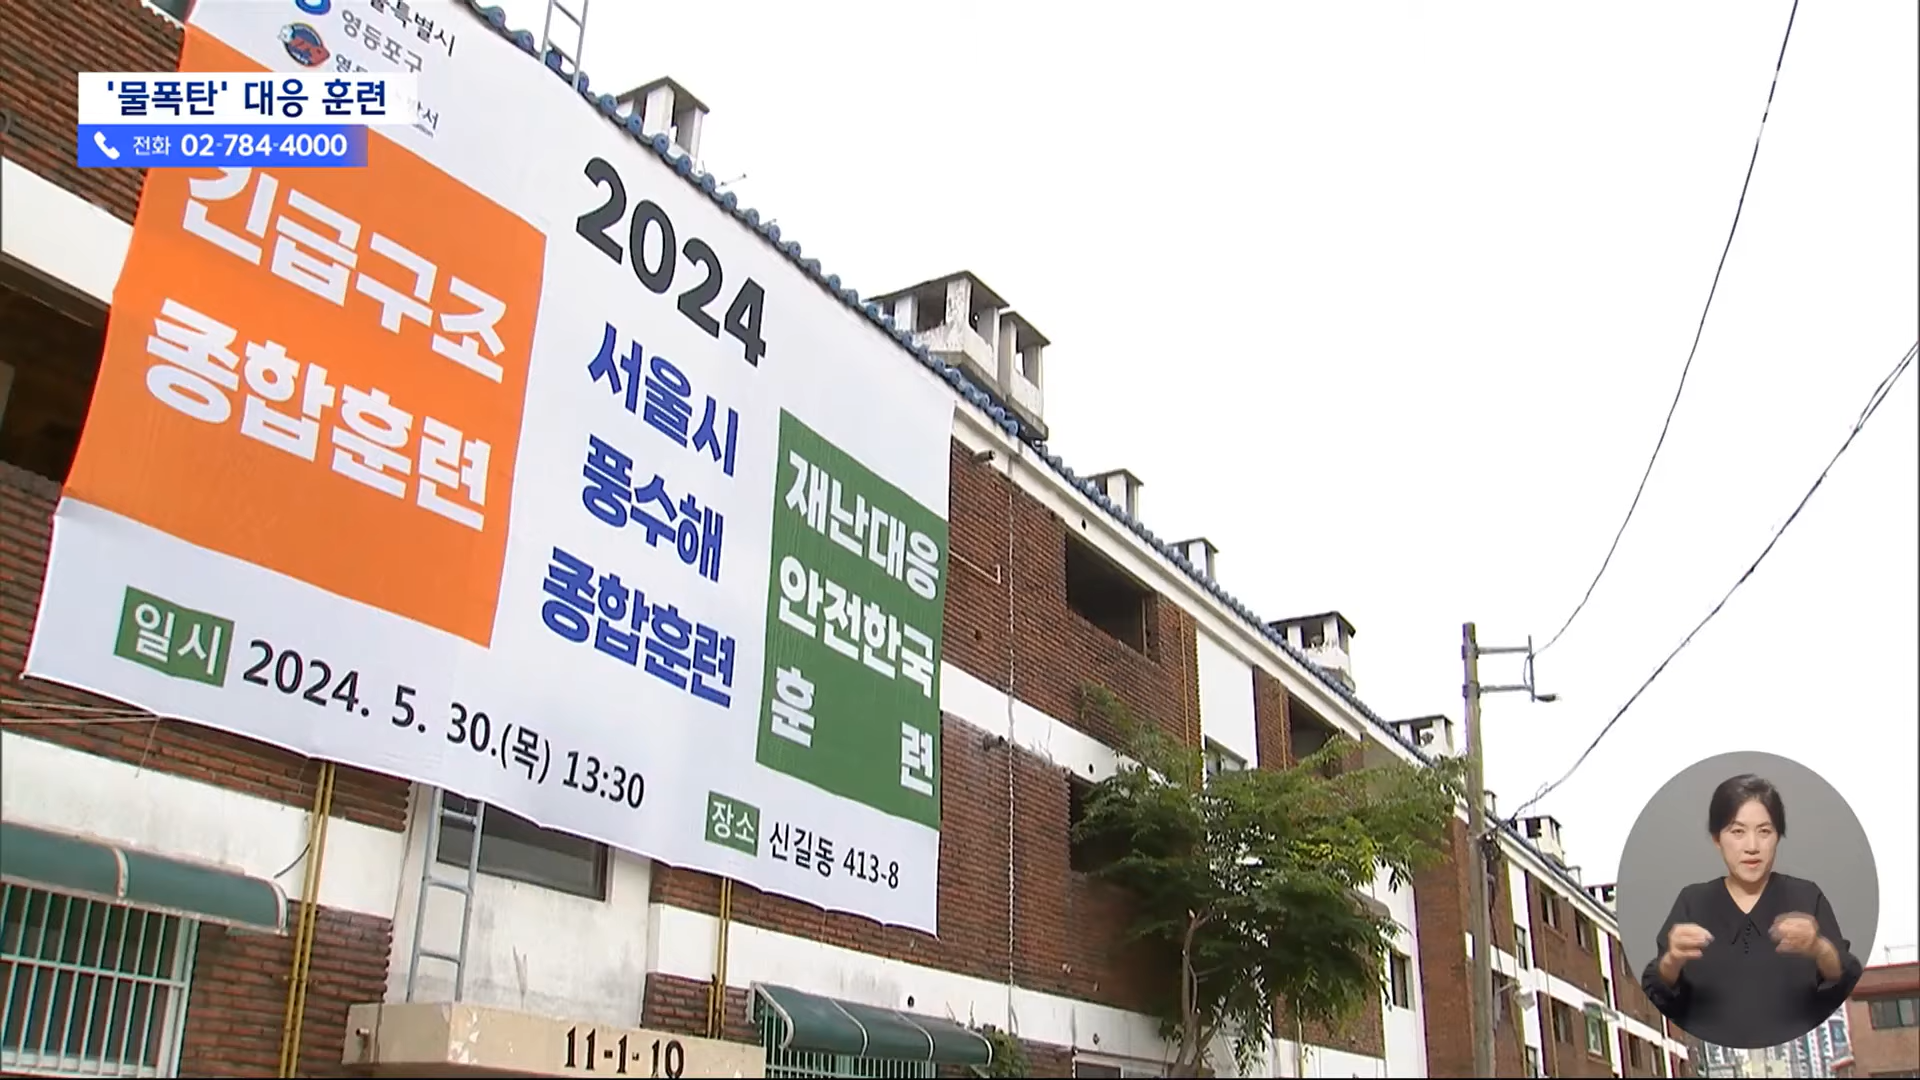 특별시
영등포구
'물폭탄' 대응 훈련
전화 02-784-4000
긴급구조
종합훈련
2024
서울시
풍수해
종합훈련
재난대응
안전한국
훈 련
일시 2024. 5. 30.(목) 13:30
장소 신길동 413-8
11-1-10